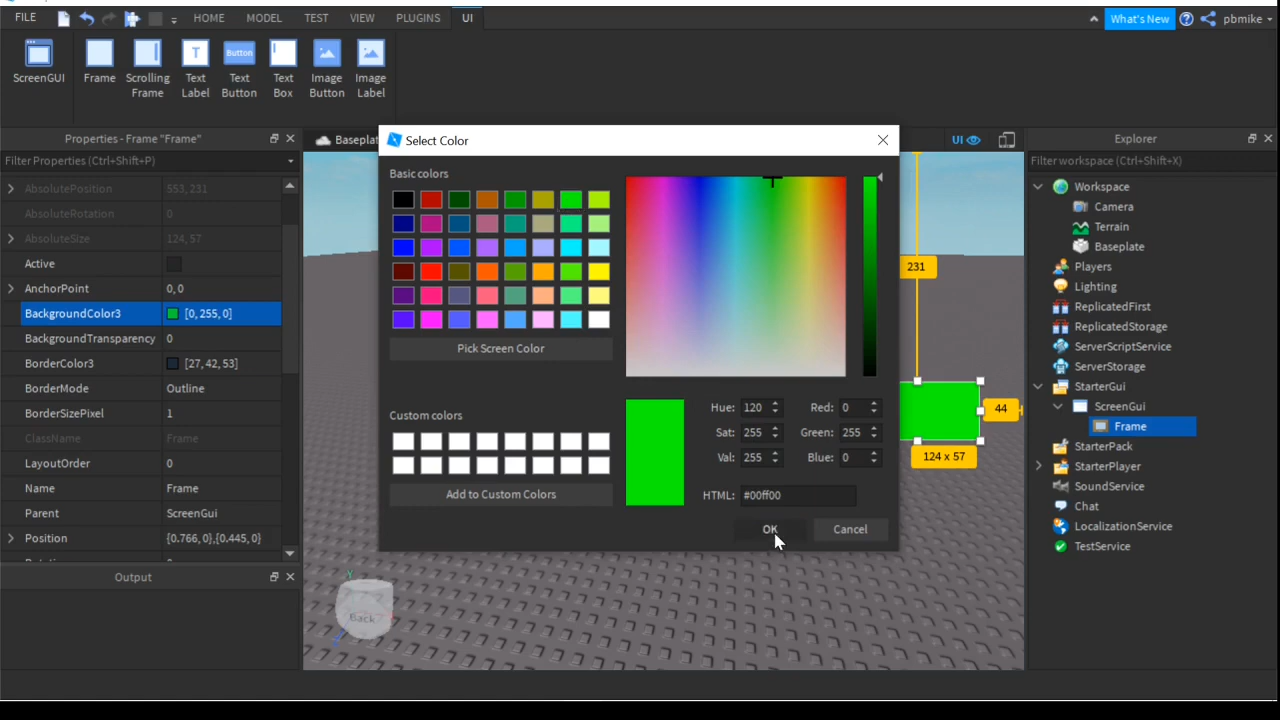 FILE HOME MODEL TEST VIEW PLUGINS UI What's New pbmike
ScreenGUI Frame Scrolling Frame Text Label Text Button Text Box Image Button Image Label
Button
T
Properties - Frame "Frame"
Filter Properties (Ctrl+Shift+P)
AbsolutePosition 553, 231
AbsoluteRotation 0
AbsoluteSize 124, 57
Active
AnchorPoint 0, 0
BackgroundColor3 [0, 255, 0]
BackgroundTransparency 0
BorderColor3 [27, 42, 53]
BorderMode Outline
BorderSizePixel 1
ClassName Frame
LayoutOrder 0
Name Frame
Parent ScreenGui
Position {0.766, 0},{0.445, 0}
Output
Baseplat
UI
Select Color
Basic colors
Pick Screen Color
Custom colors
Add to Custom Colors
Hue: 120 Red: 0
Sat: 255 Green: 255
Val: 255 Blue: 0
HTML: #00ff00
OK Cancel
231
44
124 x 57
Back
Explorer
Filter workspace (Ctrl+Shift+X)
Workspace
Camera
Terrain
Baseplate
Players
Lighting
ReplicatedFirst
ReplicatedStorage
ServerScriptService
ServerStorage
StarterGui
ScreenGui
Frame
StarterPack
StarterPlayer
SoundService
Chat
LocalizationService
TestService